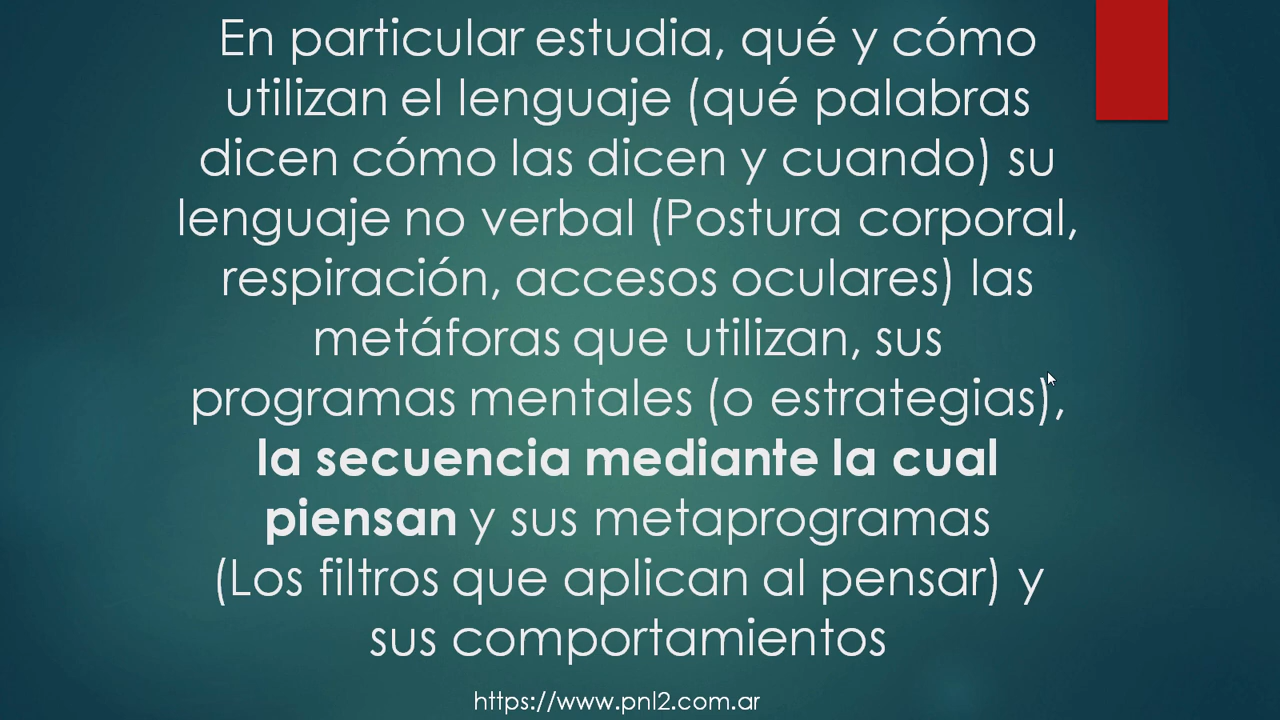 En particular estudia, qué y cómo
utilizan el lenguaje (qué palabras
dicen cómo las dicen y cuando) su
lenguaje no verbal (Postura corporal,
respiración, accesos oculares) las
metáforas que utilizan, sus
programas mentales (o estrategias),
la secuencia mediante la cual
piensan y sus metaprogramas
(Los filtros que aplican al pensar) y
sus comportamientos
https://www.pnl2.com.ar